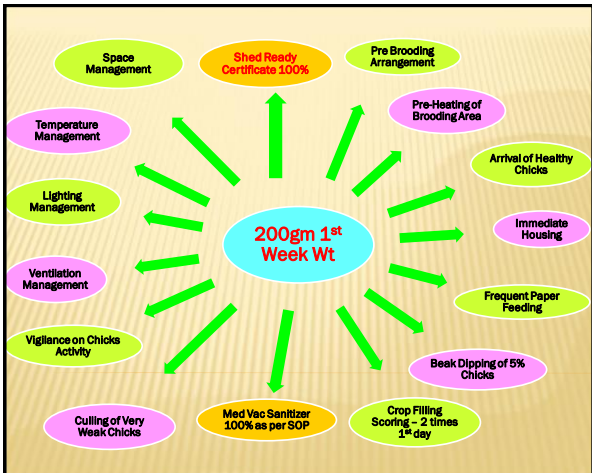 Shed Ready
Certificate 100%
Pre Brooding
Arrangement
Pre-Heating of
Brooding Area
Arrival of Healthy
Chicks
Immediate
Housing
Frequent Paper
Feeding
Beak Dipping of 5%
Chicks
Crop Filling
Scoring – 2 times
1st day
Med Vac Sanitizer
100% as per SOP
Culling of Very
Weak Chicks
Vigilance on Chicks
Activity
Ventilation
Management
Lighting
Management
Temperature
Management
Space
Management
200gm 1st
Week Wt